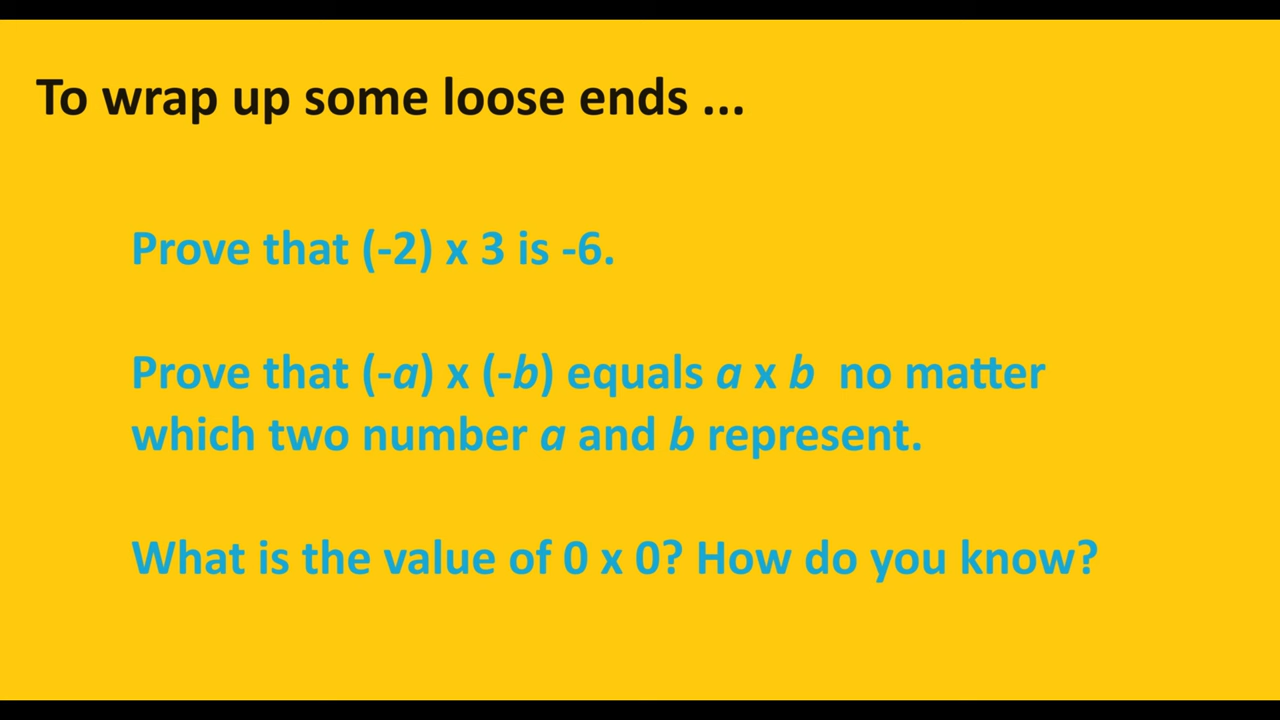 To wrap up some loose ends ...
Prove that (-2) x 3 is -6.
Prove that (-a) x (-b) equals a x b no matter
which two number a and b represent.
What is the value of 0 x 0? How do you know?